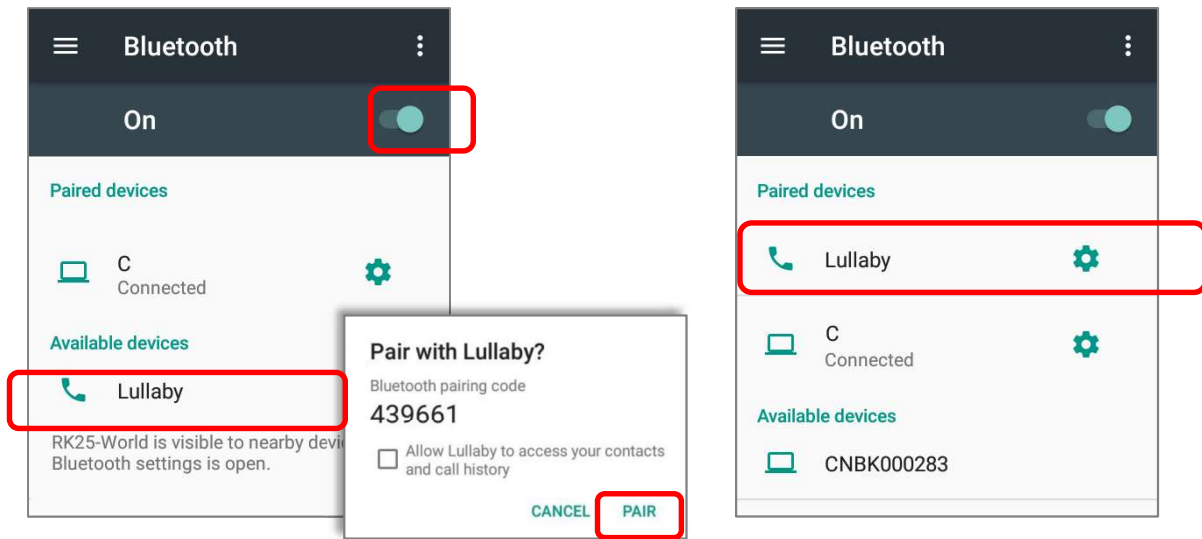 Bluetooth
On
Paired devices
C
Connected
Available devices
Lullaby
RK25-World is visible to nearby devi
Bluetooth settings is open.
Pair with Lullaby?
Bluetooth pairing code
439661
Allow Lullaby to access your contacts
and call history
CANCEL PAIR
Bluetooth
On
Paired devices
Lullaby
C
Connected
Available devices
CNBK000283